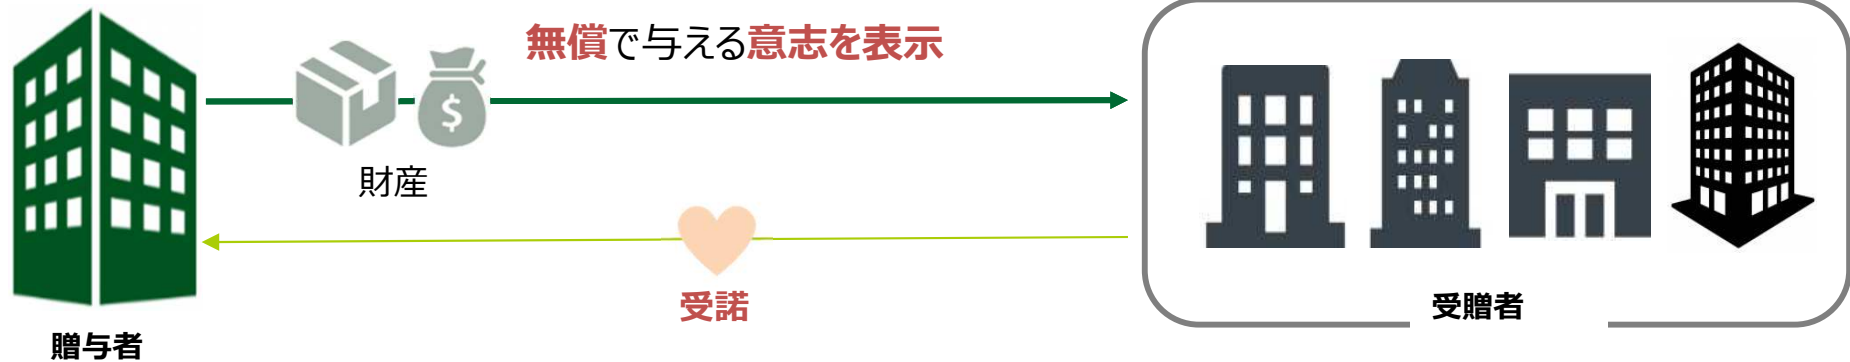 無償で与える意志を表示
$
財産
受諾
受贈者
贈与者